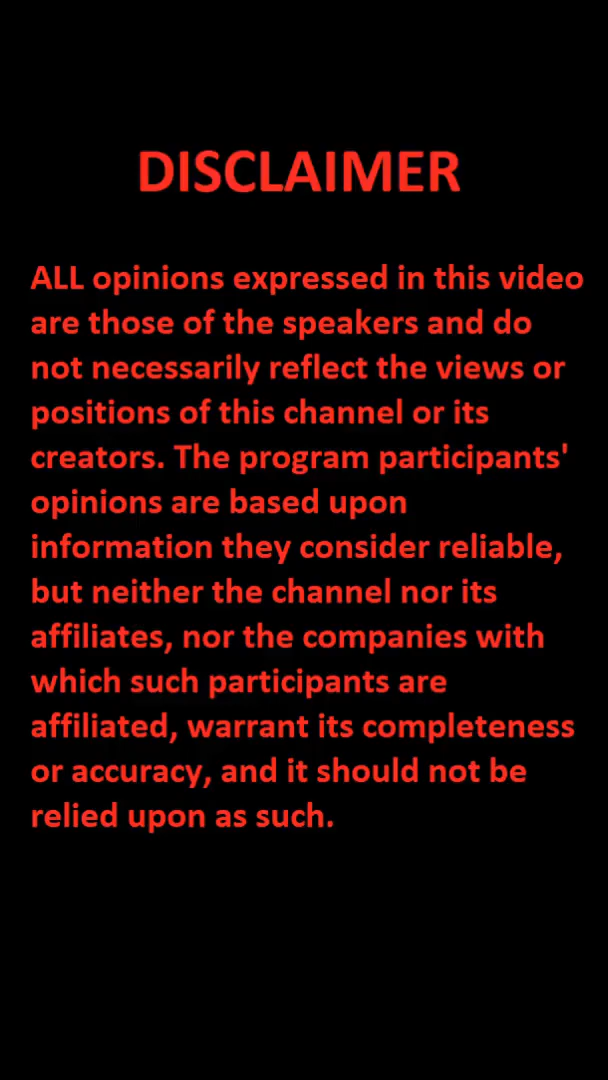 DISCLAIMER
ALL opinions expressed in this video
are those of the speakers and do
not necessarily reflect the views or
positions of this channel or its
creators. The program participants'
opinions are based upon
information they consider reliable,
but neither the channel nor its
affiliates, nor the companies with
which such participants are
affiliated, warrant its completeness
or accuracy, and it should not be
relied upon as such.